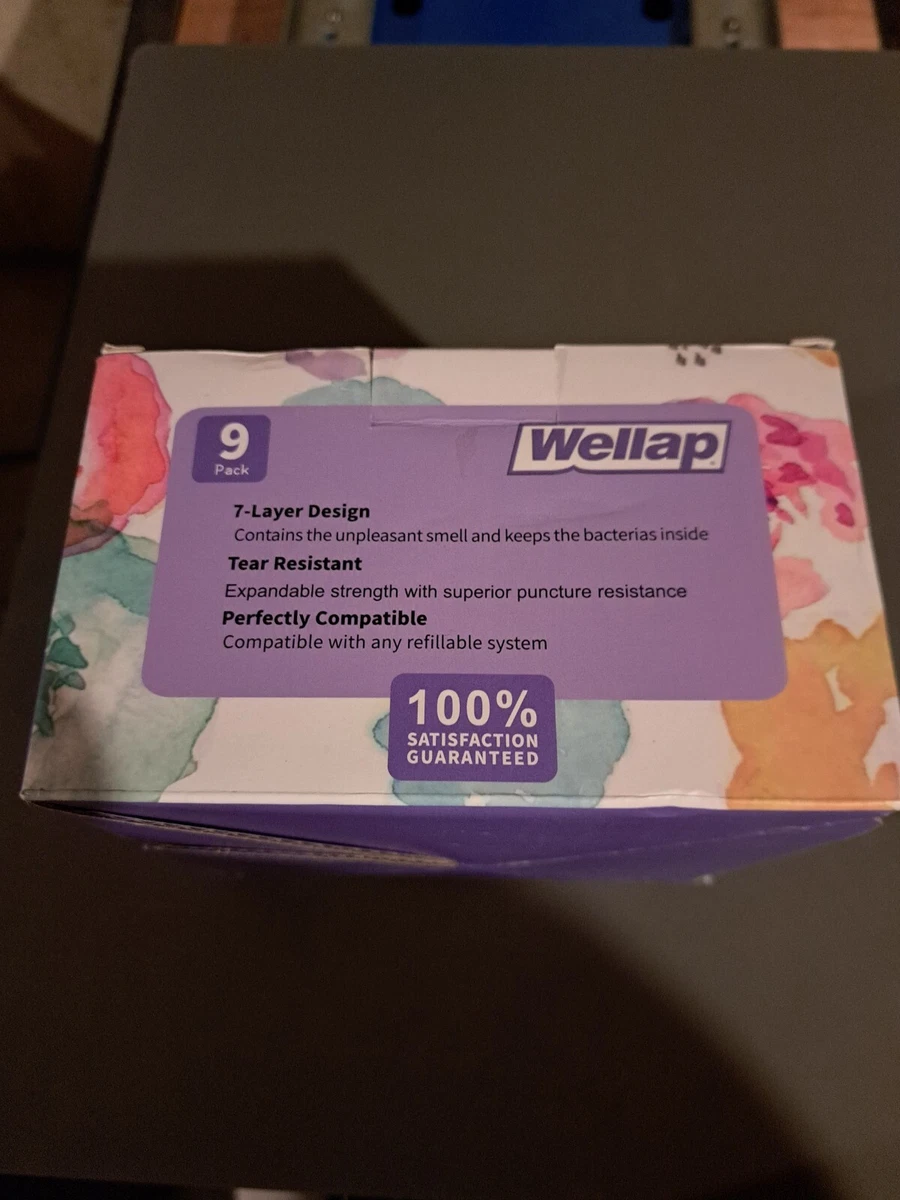 9
Pack
Wellap
7-Layer Design
Contains the unpleasant smell and keeps the bacterias inside
Tear Resistant
Expandable strength with superior puncture resistance
Perfectly Compatible
Compatible with any refillable system
100%
SATISFACTION
GUARANTEED